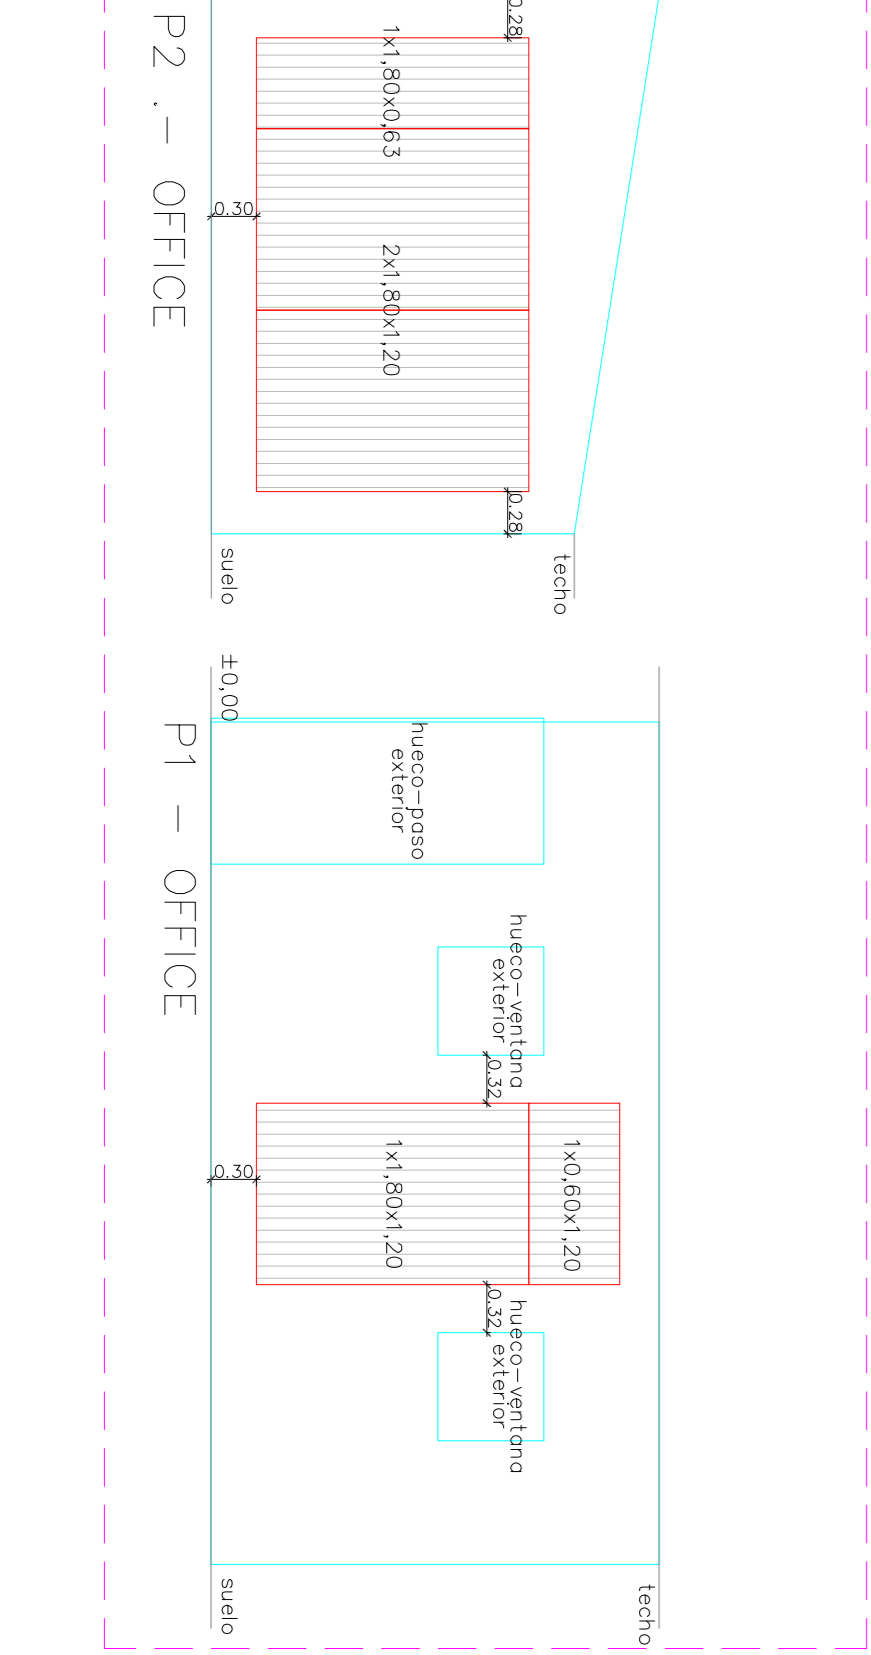 0.28
1x1,80x0,63
2x1,80x1,20
0.30
0.28
techo
suelo
P2 .- OFFICE
±0,00
hueco-paso
exterior
hueco-ventana
exterior
0.32
1x0,60x1,20
1x1,80x1,20
0.30
0.32
hueco-ventana
exterior
techo
suelo
P1 - OFFICE